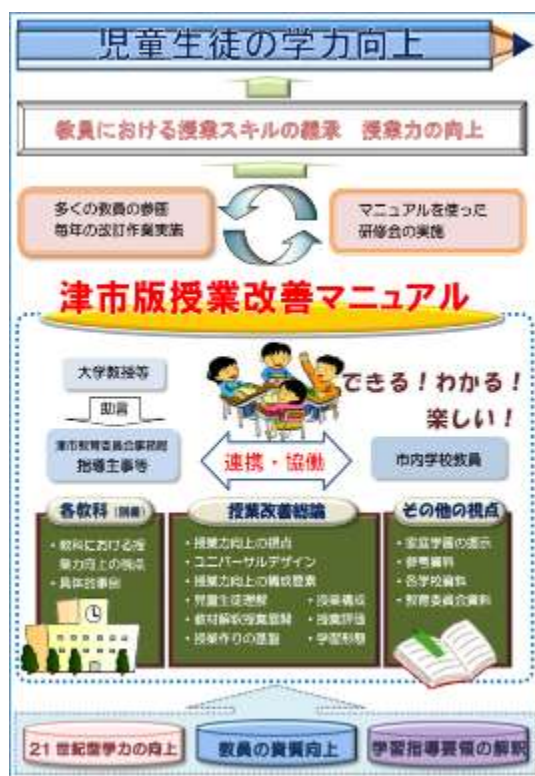 児童生徒の学力向上
教員における授業スキルの継承　授業力の向上
多くの教員の参画
毎年の改訂作業実施
マニュアルを使った
研修会の実施
津市版授業改善マニュアル
大学教授等
助言
津市教育委員会事務局
指導主事等
できる！わかる！
楽しい！
連携・協働
市内学校教員
各教科（別冊）
・教科における授
業力向上の視点
・具体的事例
授業改善総論
・授業力向上の視点
・ユニバーサルデザイン
・授業力向上の構成要素
・児童生徒理解　・授業構成
・教材解釈授業展開　・授業評価
・授業作りの基盤　・学習形態
その他の視点
・家庭学習の提示
・参考資料
・各学校資料
・教育委員会資料
21世紀型学力の向上
教員の資質向上
学習指導要領の解釈